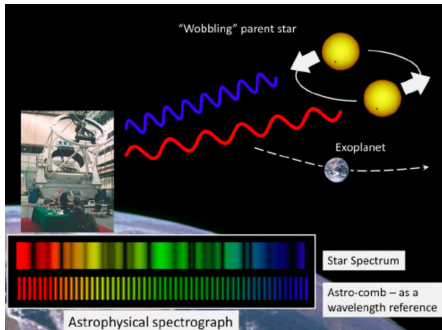 “Wobbling” parent star
Exoplanet
Star Spectrum
Astro-comb – as a
wavelength reference
Astrophysical spectrograph